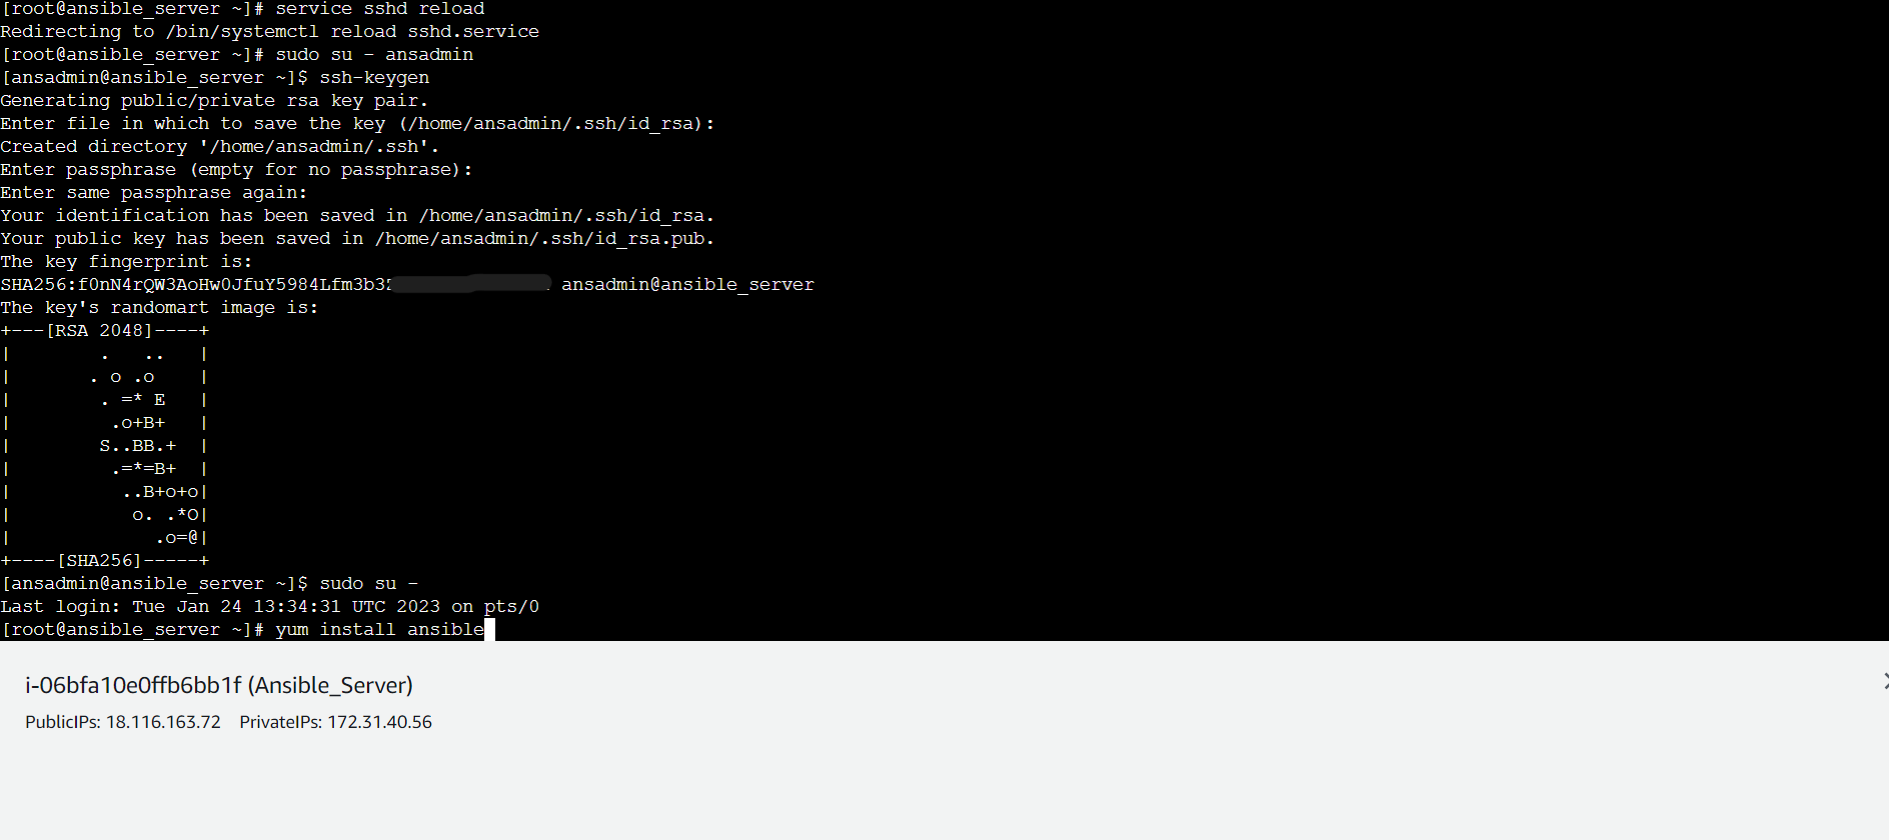 [root@ansible_server ~]# service sshd reload
Redirecting to /bin/systemctl reload sshd.service
[root@ansible_server ~]# sudo su - ansadmin
[ansadmin@ansible_server ~]$ ssh-keygen
Generating public/private rsa key pair.
Enter file in which to save the key (/home/ansadmin/.ssh/id_rsa):
Created directory '/home/ansadmin/.ssh'.
Enter passphrase (empty for no passphrase):
Enter same passphrase again:
Your identification has been saved in /home/ansadmin/.ssh/id_rsa.
Your public key has been saved in /home/ansadmin/.ssh/id_rsa.pub.
The key fingerprint is:
SHA256:f0nN4rQW3AoHw0JfuY5984Lfm3b3 ansadmin@ansible_server
The key's randomart image is:
+---[RSA 2048]----+
|         .   ..   |
|        . o .o    |
|         . =* E   |
|          .o+B+   |
|         S..BB.+  |
|          .=*=B+  |
|           ..B+o+o|
|            o. .*O|
|              .o=@|
+----[SHA256]-----+
[ansadmin@ansible_server ~]$ sudo su -
Last login: Tue Jan 24 13:34:31 UTC 2023 on pts/0
[root@ansible_server ~]# yum install ansible
i-06bfa10e0ffb6bb1f (Ansible_Server)
PublicIPs: 18.116.163.72 PrivateIPs: 172.31.40.56